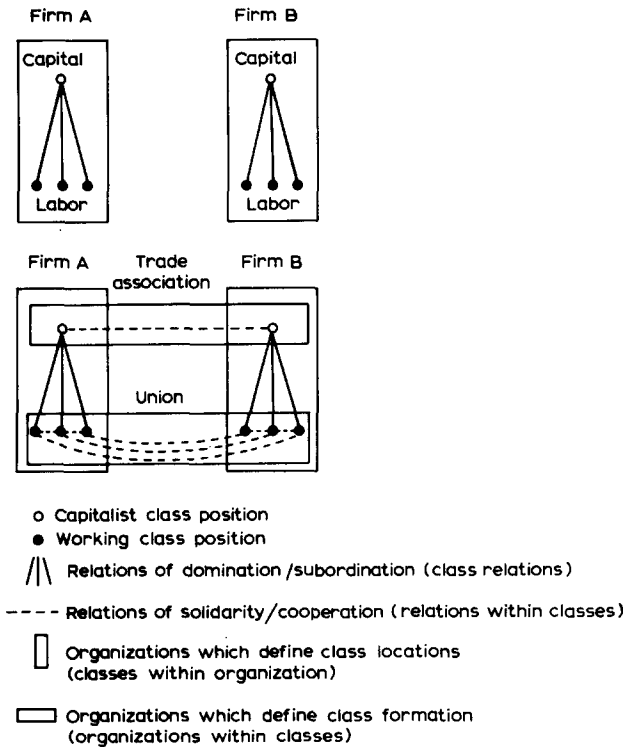 Firm A Firm B
Capital Capital
Labor Labor
Firm A Trade Firm B
association
Union
Capitalist class position
Working class position
Relations of domination/subordination (class relations)
Relations of solidarity/cooperation (relations within classes)
Organizations which define class locations
(classes within organization)
Organizations which define class formation
(organizations within classes)